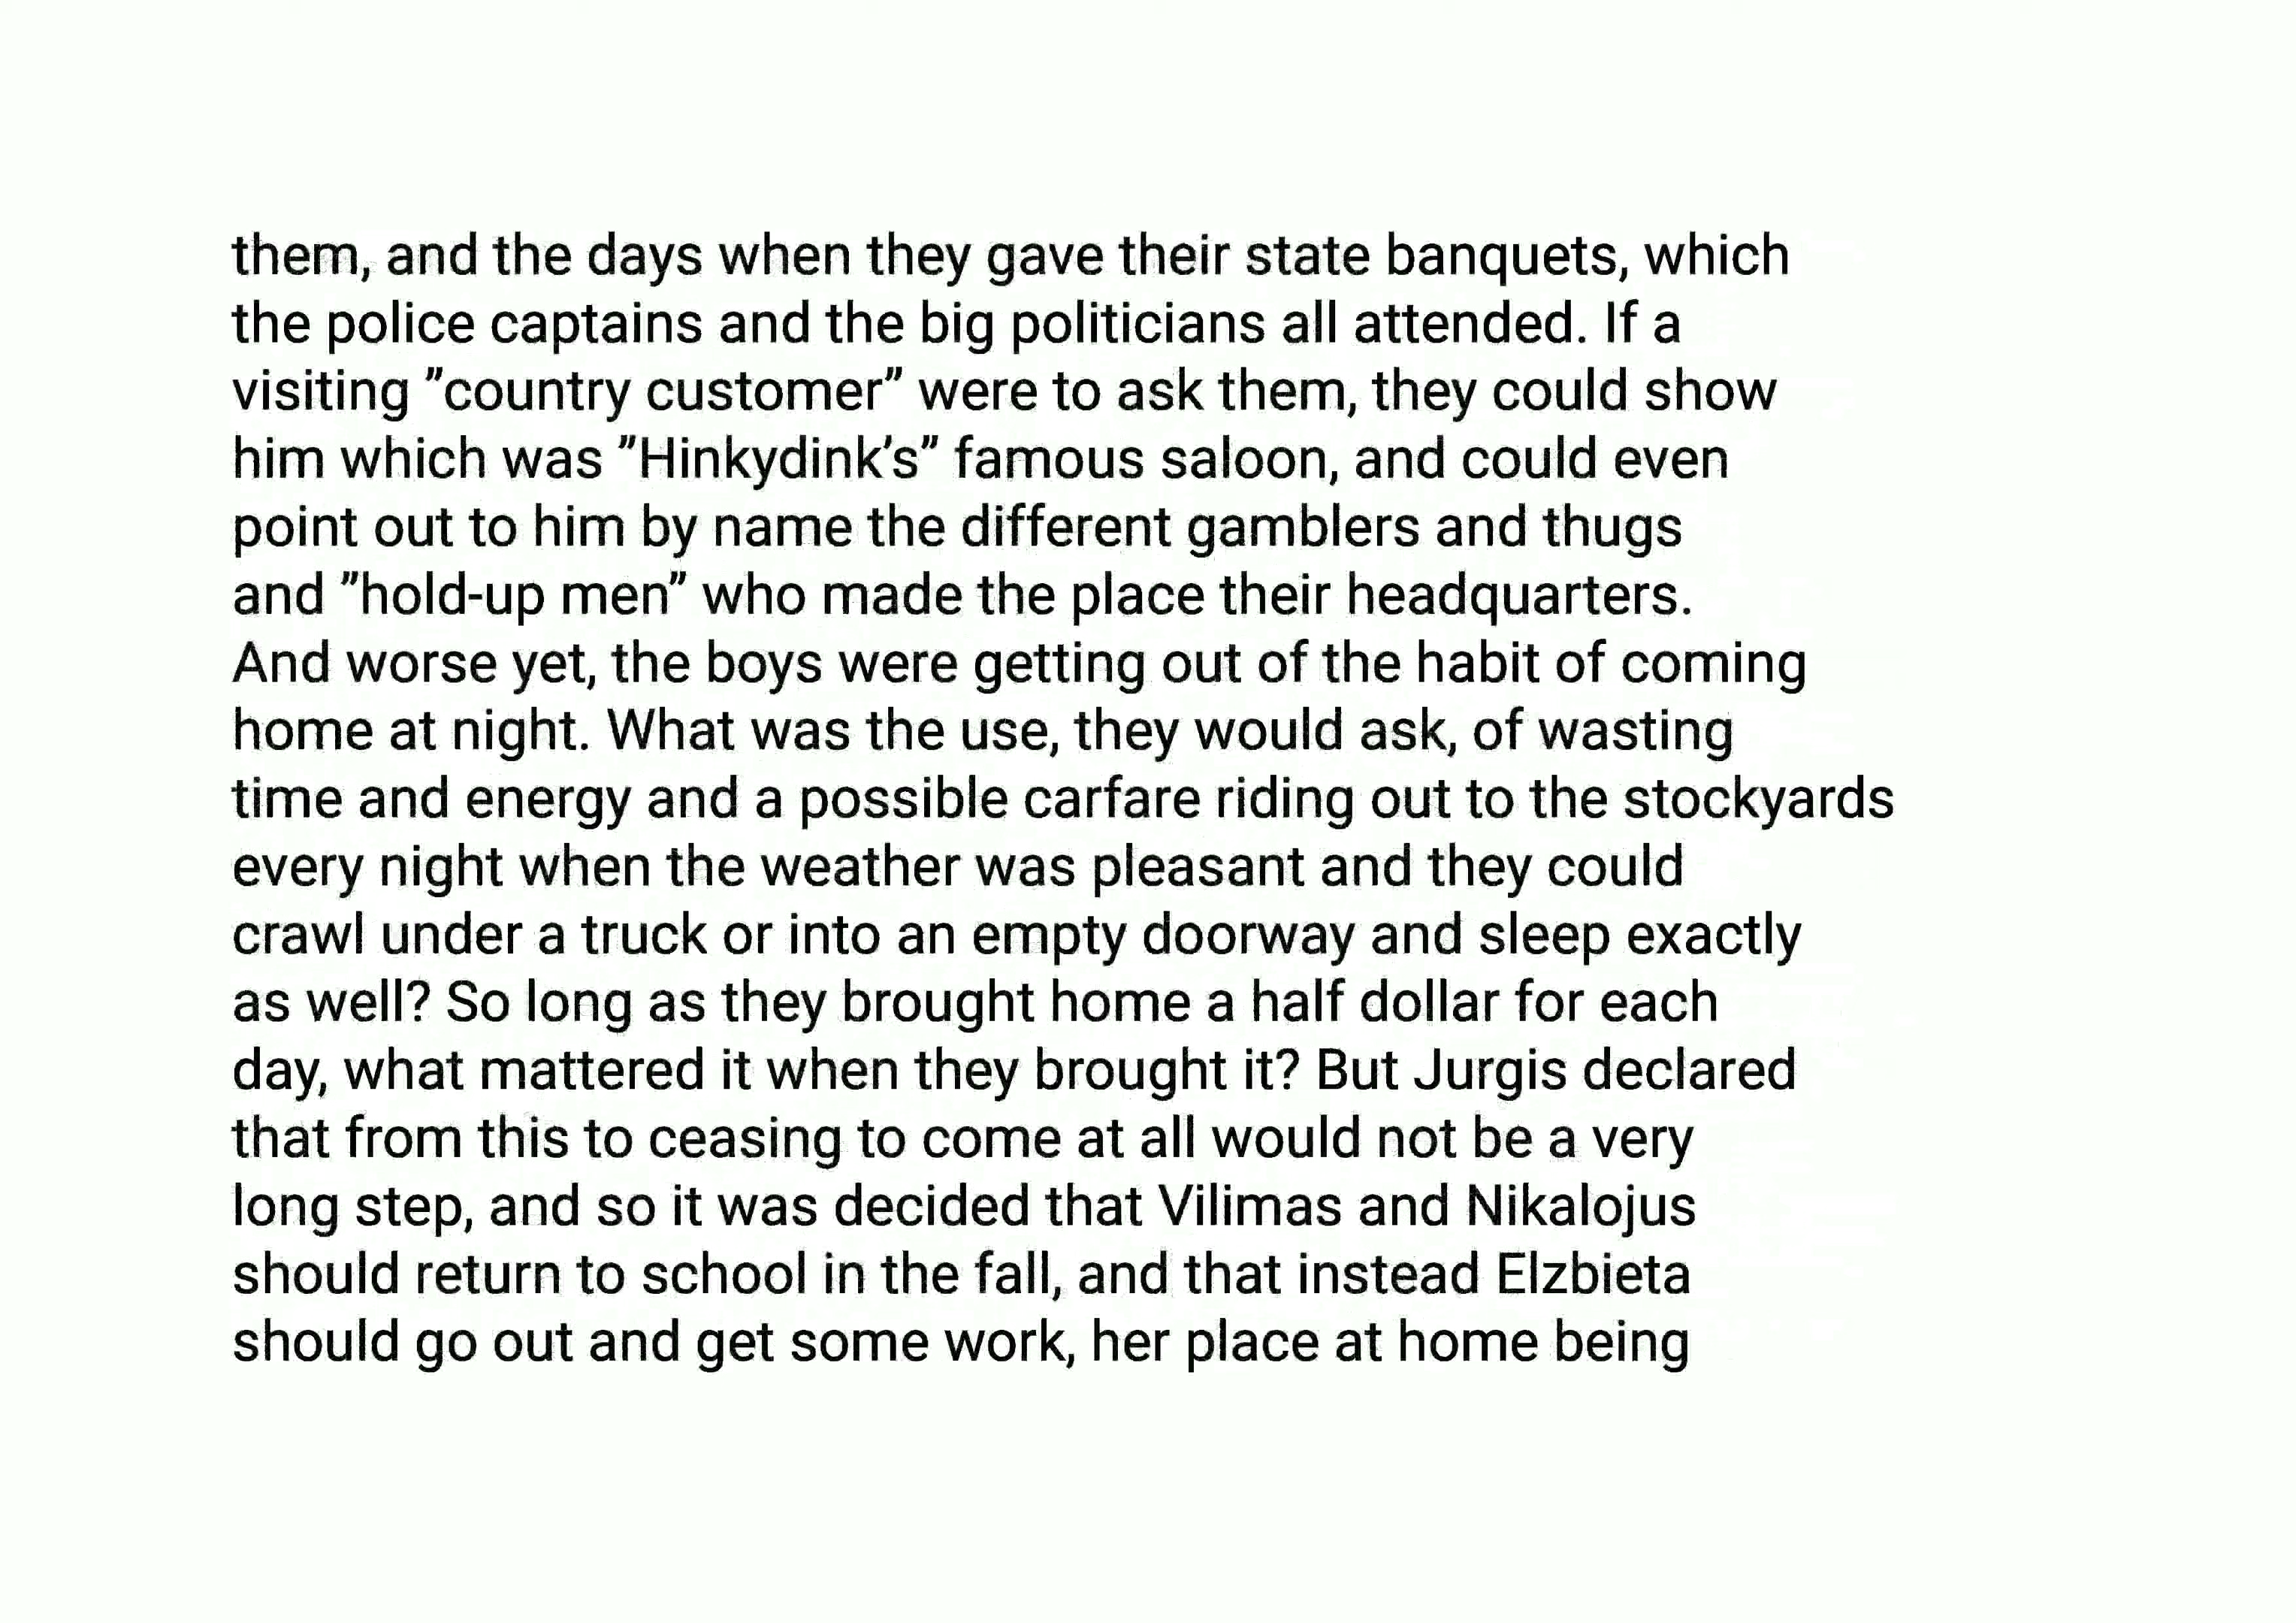 them, and the days when they gave their state banquets, which
the police captains and the big politicians all attended. If a
visiting ”country customer” were to ask them, they could show
him which was ”Hinkydink’s” famous saloon, and could even
point out to him by name the different gamblers and thugs
and ”hold-up men” who made the place their headquarters.
And worse yet, the boys were getting out of the habit of coming
home at night. What was the use, they would ask, of wasting
time and energy and a possible carfare riding out to the stockyards
every night when the weather was pleasant and they could
crawl under a truck or into an empty doorway and sleep exactly
as well? So long as they brought home a half dollar for each
day, what mattered it when they brought it? But Jurgis declared
that from this to ceasing to come at all would not be a very
long step, and so it was decided that Vilimas and Nikalojus
should return to school in the fall, and that instead Elzbieta
should go out and get some work, her place at home being